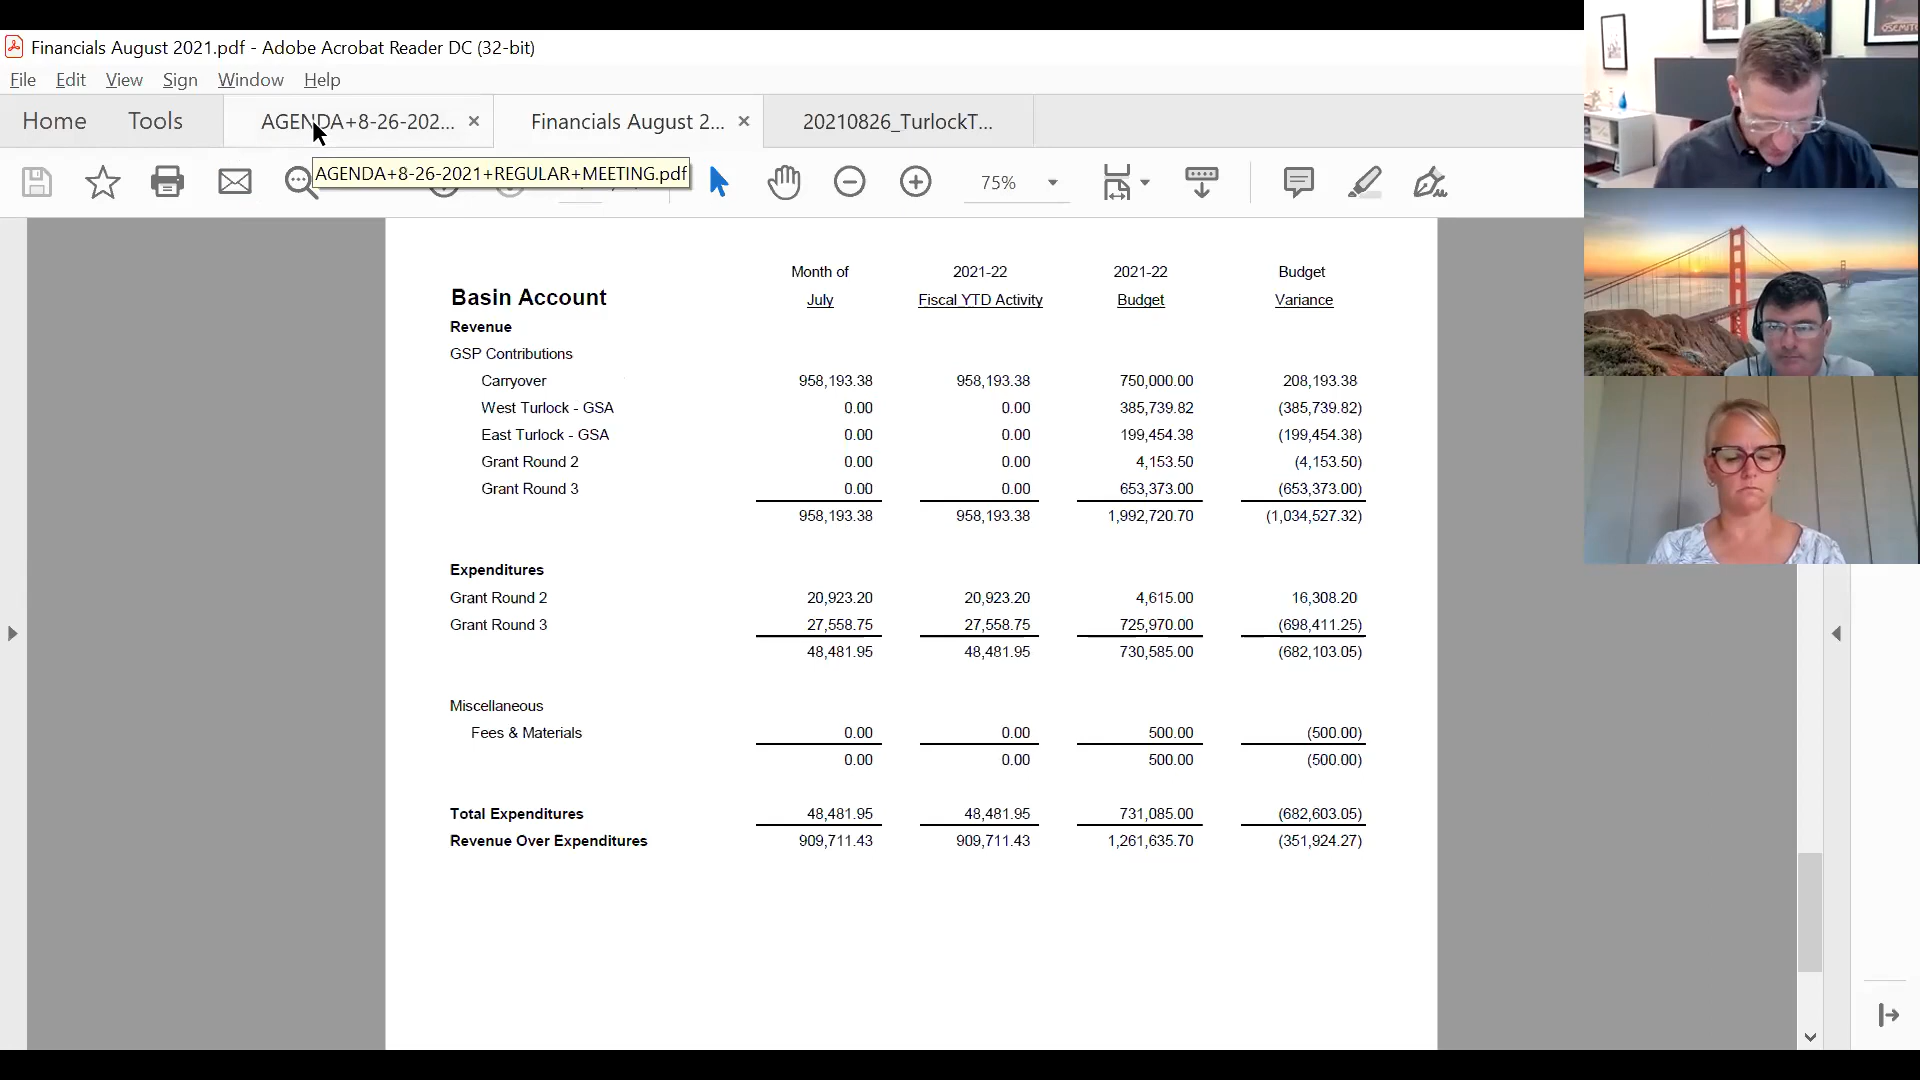 Financials August 2021.pdf - Adobe Acrobat Reader DC (32-bit)
File Edit View Sign Window Help
Home Tools AGENDA+8-26-202... Financials August 2... 20210826_TurlockT...
AGENDA+8-26-2021+REGULAR+MEETING.pdf
75%
Month of 2021-22 2021-22 Budget
Basin Account July Fiscal YTD Activity Budget Variance
Revenue
GSP Contributions
Carryover 958,193.38 958,193.38 750,000.00 208,193.38
West Turlock - GSA 0.00 0.00 385,739.82 (385,739.82)
East Turlock - GSA 0.00 0.00 199,454.38 (199,454.38)
Grant Round 2 0.00 0.00 4,153.50 (4,153.50)
Grant Round 3 0.00 0.00 653,373.00 (653,373.00)
958,193.38 958,193.38 1,992,720.70 (1,034,527.32)
Expenditures
Grant Round 2 20,923.20 20,923.20 4,615.00 16,308.20
Grant Round 3 27,558.75 27,558.75 725,970.00 (698,411.25)
48,481.95 48,481.95 730,585.00 (682,103.05)
Miscellaneous
Fees & Materials 0.00 0.00 500.00 (500.00)
0.00 0.00 500.00 (500.00)
Total Expenditures 48,481.95 48,481.95 731,085.00 (682,603.05)
Revenue Over Expenditures 909,711.43 909,711.43 1,261,635.70 (351,924.27)